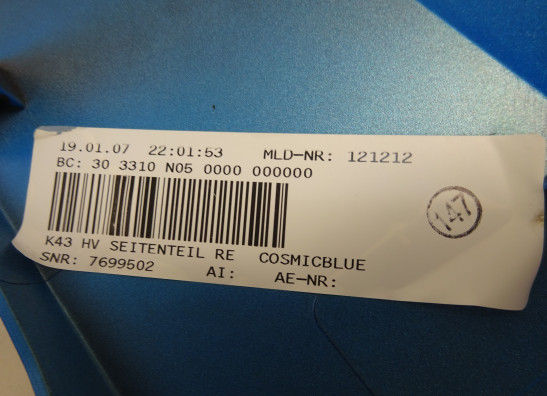 19.01.07 22:01:53 MLD-NR: 121212
BC: 30 3310 N05 0000 000000
147
K43 HV SEITENTEIL RE COSMICBLUE
SNR: 7699502 AI: AE-NR: